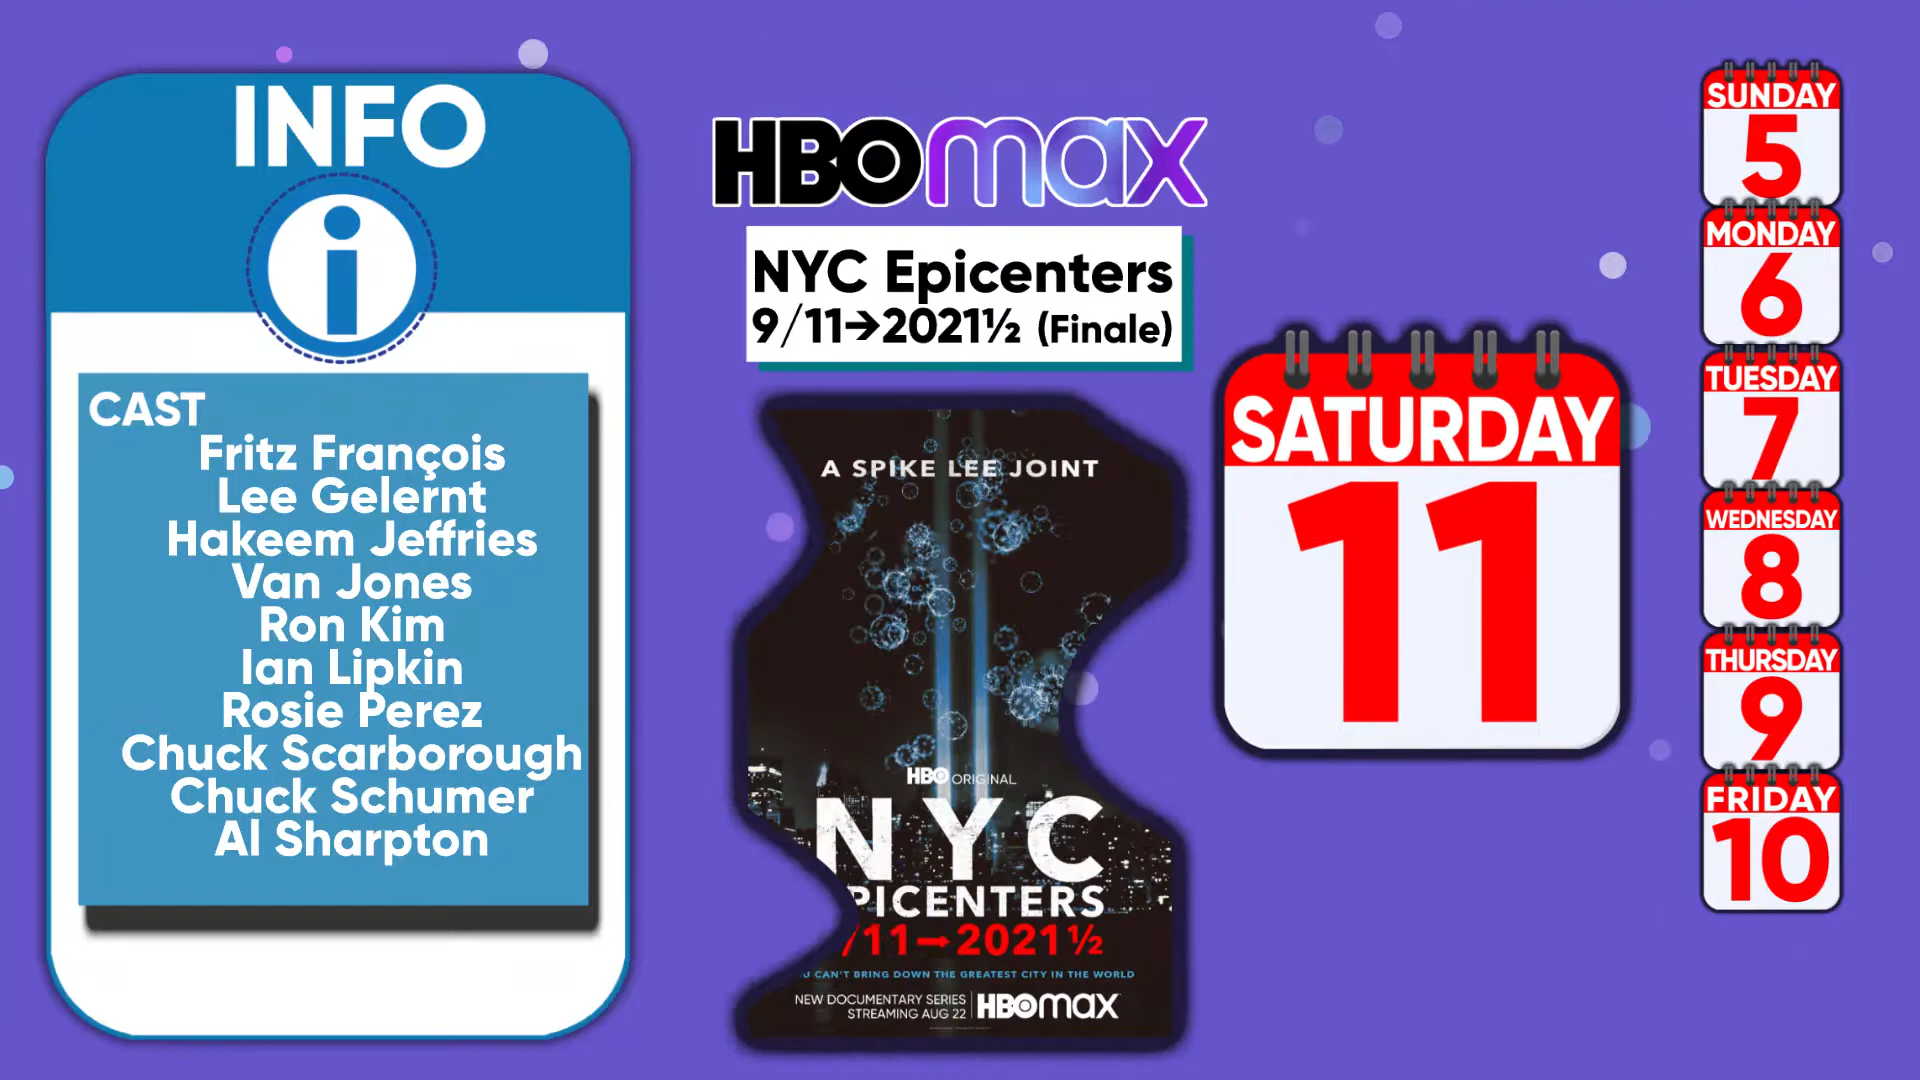 INFO
i
CAST
Fritz François
Lee Gelernt
Hakeem Jeffries
Van Jones
Ron Kim
Ian Lipkin
Rosie Perez
Chuck Scarborough
Chuck Schumer
Al Sharpton
HBOmax
NYC Epicenters
9/11→2021½ (Finale)
A SPIKE LEE JOINT
HBO ORIGINAL
NYC
PICENTERS
/11→2021½
U CAN'T BRING DOWN THE GREATEST CITY IN THE WORLD
NEW DOCUMENTARY SERIES
STREAMING AUG 22
HBOmax
SATURDAY
11
SUNDAY
5
MONDAY
6
TUESDAY
7
WEDNESDAY
8
THURSDAY
9
FRIDAY
10